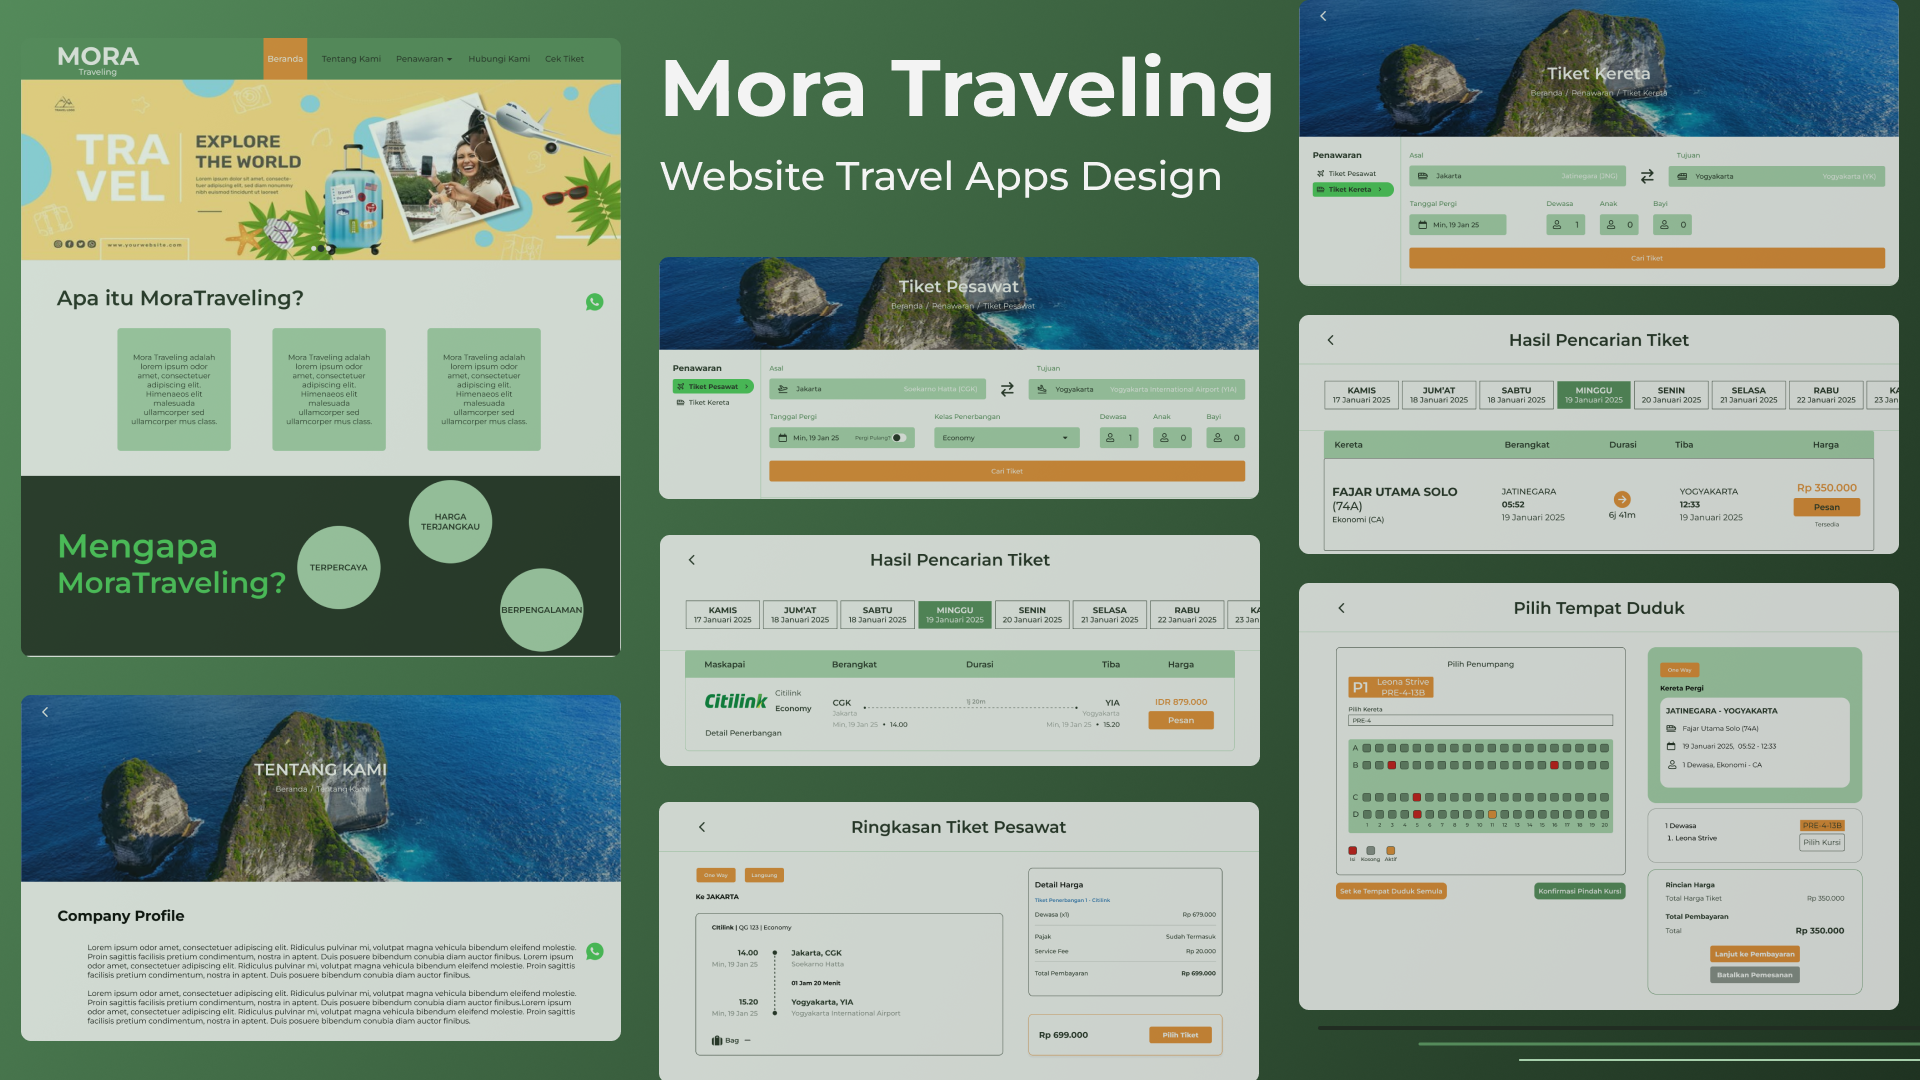 MORA
Traveling
Beranda
Tentang Kami
Penawaran
Hubungi Kami
Cek Tiket
TRA
VEL
EXPLORE
THE WORLD
Lorem ipsum dolor sit amet, consecte-
tuer adipiscing elit, sed diam nonummy
nibh euismod tincidunt ut laoreet
www.yourwebsite.com
Apa itu MoraTraveling?
Mora Traveling adalah
lorem ipsum odor
amet, consectetuer
adipiscing elit.
Himenaeos elit
malesuada
ullamcorper sed
ullamcorper mus class.
Mora Traveling adalah
lorem ipsum odor
amet, consectetuer
adipiscing elit.
Himenaeos elit
malesuada
ullamcorper sed
ullamcorper mus class.
Mora Traveling adalah
lorem ipsum odor
amet, consectetuer
adipiscing elit.
Himenaeos elit
malesuada
ullamcorper sed
ullamcorper mus class.
Mengapa
MoraTraveling?
TERPERCAYA
HARGA
TERJANGKAU
BERPENGALAMAN
TENTANG KAMI
Beranda / Tentang Kami
Company Profile
Lorem ipsum odor amet, consectetuer adipiscing elit. Ridiculus pulvinar mi, volutpat magna vehicula bibendum eleifend molestie.
Proin sagittis facilisis pretium condimentum, nostra in aptent. Duis posuere bibendum conubia diam auctor finibus. Lorem ipsum
odor amet, consectetuer adipiscing elit. Ridiculus pulvinar mi, volutpat magna vehicula bibendum eleifend molestie. Proin sagittis
facilisis pretium condimentum, nostra in aptent. Duis posuere bibendum conubia diam auctor finibus.
Lorem ipsum odor amet, consectetuer adipiscing elit. Ridiculus pulvinar mi, volutpat magna vehicula bibendum eleifend molestie.
Proin sagittis facilisis pretium condimentum, nostra in aptent. Duis posuere bibendum conubia diam auctor finibus.Lorem ipsum
odor amet, consectetuer adipiscing elit. Ridiculus pulvinar mi, volutpat magna vehicula bibendum eleifend molestie. Proin sagittis
facilisis pretium condimentum, nostra in aptent. Duis posuere bibendum conubia diam auctor finibus.
Mora Traveling
Website Travel Apps Design
Tiket Pesawat
Beranda / Penawaran / Tiket Pesawat
Penawaran
Tiket Pesawat
Tiket Kereta
Asal
Jakarta
Soekarno Hatta (CGK)
Tujuan
Yogyakarta
Yogyakarta International Airport (YIA)
Tanggal Pergi
Min, 19 Jan 25
Pergi Pulang?
Kelas Penerbangan
Economy
Dewasa
1
Anak
0
Bayi
0
Cari Tiket
Hasil Pencarian Tiket
KAMIS
17 Januari 2025
JUM'AT
18 Januari 2025
SABTU
18 Januari 2025
MINGGU
19 Januari 2025
SENIN
20 Januari 2025
SELASA
21 Januari 2025
RABU
22 Januari 2025
KA
23 Jan
Maskapai
Berangkat
Durasi
Tiba
Harga
Citilink
Citilink
Economy
Detail Penerbangan
CGK
Jakarta
Min, 19 Jan 25 • 14.00
1j 20m
YIA
Yogyakarta
Min, 19 Jan 25 • 15.20
IDR 879.000
Pesan
Ringkasan Tiket Pesawat
One Way
Langsung
Ke JAKARTA
Citilink | QG 123 | Economy
14.00
Min, 19 Jan 25
Jakarta, CGK
Soekarno Hatta
01 Jam 20 Menit
15.20
Min, 19 Jan 25
Yogyakarta, YIA
Yogyakarta International Airport
Bag
Detail Harga
Tiket Penerbangan 1 - Citilink
Dewasa (x1)
Rp 679.000
Pajak
Sudah Termasuk
Service Fee
Rp 20.000
Total Pembayaran
Rp 699.000
Rp 699.000
Pilih Tiket
Tiket Kereta
Beranda / Penawaran / Tiket Kereta
Penawaran
Tiket Pesawat
Tiket Kereta
Asal
Jakarta
Jatinegara (JNG)
Tujuan
Yogyakarta
Yogyakarta (YK)
Tanggal Pergi
Min, 19 Jan 25
Dewasa
1
Anak
0
Bayi
0
Cari Tiket
Hasil Pencarian Tiket
KAMIS
17 Januari 2025
JUM'AT
18 Januari 2025
SABTU
18 Januari 2025
MINGGU
19 Januari 2025
SENIN
20 Januari 2025
SELASA
21 Januari 2025
RABU
22 Januari 2025
KA
23 Jan
Kereta
Berangkat
Durasi
Tiba
Harga
FAJAR UTAMA SOLO
(74A)
Ekonomi (CA)
JATINEGARA
05:52
19 Januari 2025
6j 41m
YOGYAKARTA
12:33
19 Januari 2025
Rp 350.000
Pesan
Tersedia
Pilih Tempat Duduk
Pilih Penumpang
P1
Leona Strive
PRE-4-13B
Pilih Kereta
PRE-4
A
B
C
D
1 2 3 4 5 6 7 8 9 10 11 12 13 14 15 16 17 18 19 20
Isi
Kosong
Aktif
Set ke Tempat Duduk Semula
Konfirmasi Pindah Kursi
One Way
Kereta Pergi
JATINEGARA - YOGYAKARTA
Fajar Utama Solo (74A)
19 Januari 2025, 05:52 - 12:33
1 Dewasa, Ekonomi - CA
1 Dewasa
1. Leona Strive
PRE-4-13B
Pilih Kursi
Rincian Harga
Total Harga Tiket
Rp 350.000
Total Pembayaran
Total
Rp 350.000
Lanjut ke Pembayaran
Batalkan Pemesanan